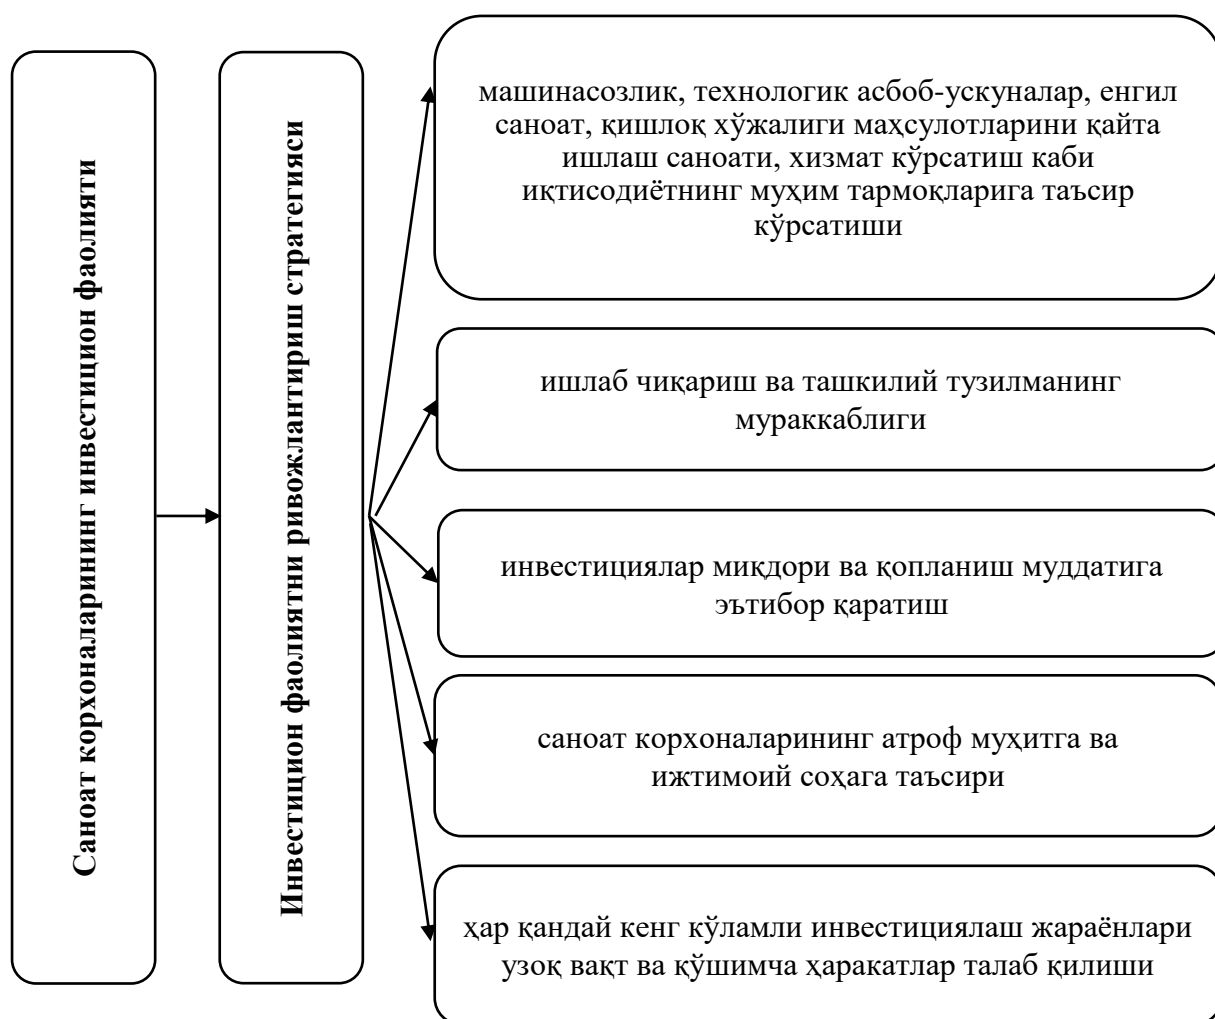 Саноат корхоналарининг инвестицион фаолияти
Инвестицион фаолиятни ривожлантириш стратегияси
машинасозлик, технологик асбоб-ускуналар, енгил
саноат, қишлоқ хўжалиги маҳсулотларини қайта
ишлаш саноати, хизмат кўрсатиш каби
иқтисодиётнинг муҳим тармоқларига таъсир
кўрсатиши
ишлаб чиқариш ва ташкилий тузилманинг
мураккаблиги
инвестициялар миқдори ва қопланиш муддатига
эътибор қаратиш
саноат корхоналарининг атроф муҳитга ва
ижтимоий соҳага таъсири
ҳар қандай кенг кўламли инвестициялаш жараёнлари
узоқ вақт ва қўшимча ҳаракатлар талаб қилиши